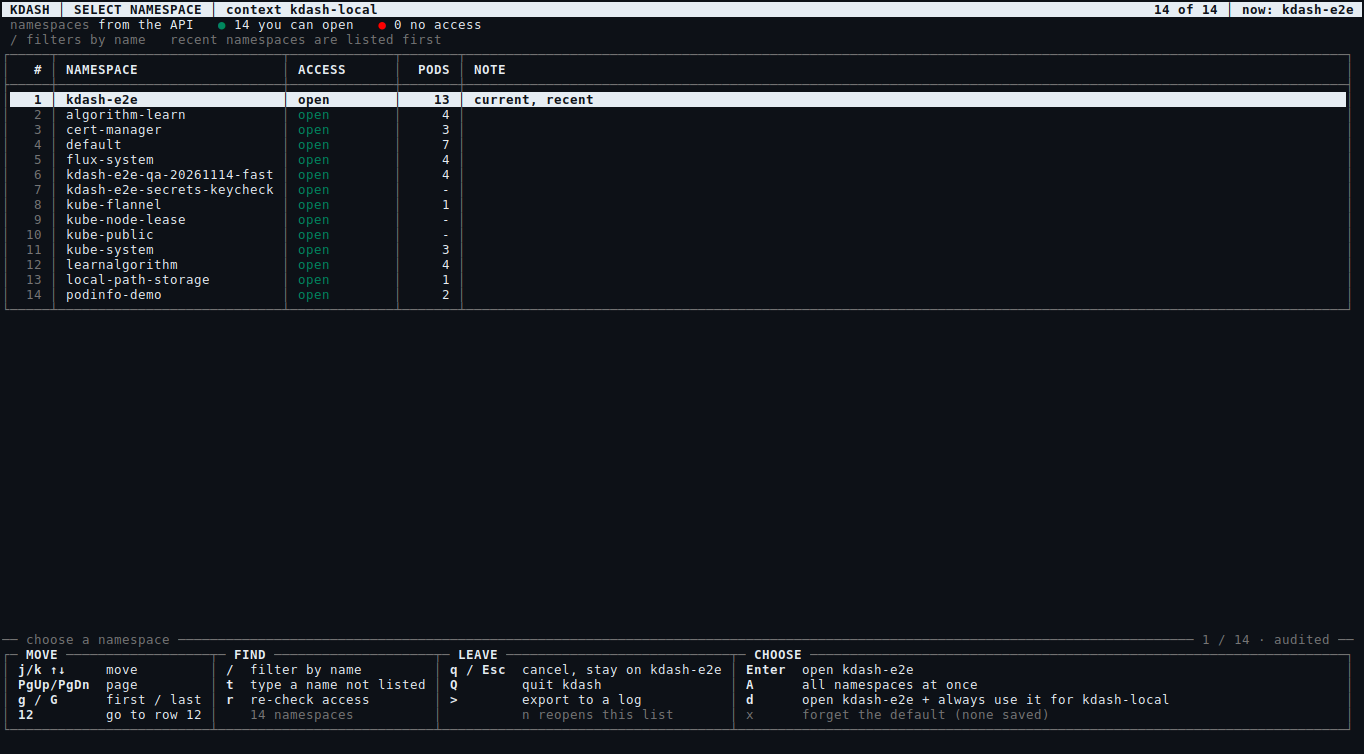 KDASH │ SELECT NAMESPACE │ context kdash-local 14 of 14 │ now: kdash-e2e
namespaces from the API ● 14 you can open ● 0 no access
/ filters by name recent namespaces are listed first
# NAMESPACE ACCESS PODS NOTE
1 kdash-e2e open 13 current, recent
2 algorithm-learn open 4
3 cert-manager open 3
4 default open 7
5 flux-system open 4
6 kdash-e2e-qa-20261114-fast open 4
7 kdash-e2e-secrets-keycheck open -
8 kube-flannel open 1
9 kube-node-lease open -
10 kube-public open -
11 kube-system open 3
12 learnalgorithm open 4
13 local-path-storage open 1
14 podinfo-demo open 2
choose a namespace 1 / 14 · audited
MOVE FIND LEAVE CHOOSE
j/k ↑↓ move / filter by name q / Esc cancel, stay on kdash-e2e Enter open kdash-e2e
PgUp/PgDn page t type a name not listed Q quit kdash A all namespaces at once
g / G first / last r re-check access > export to a log d open kdash-e2e + always use it for kdash-local
12 go to row 12 14 namespaces n reopens this list x forget the default (none saved)